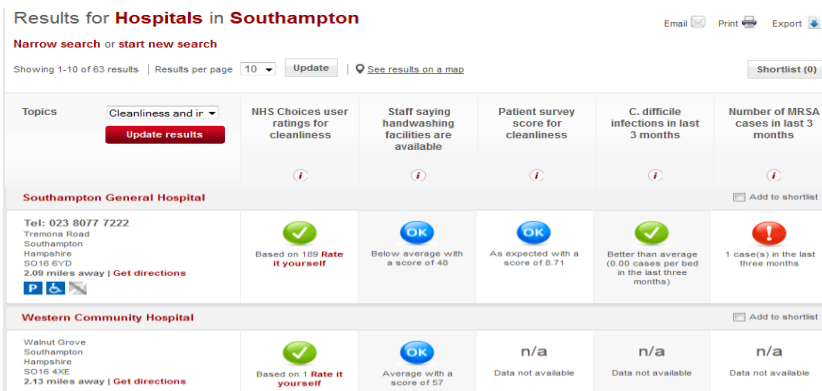 Results for Hospitals in Southampton
Email Print Export
Narrow search or start new search
Showing 1-10 of 63 results | Results per page 10 Update | See results on a map
Shortlist (0)
Topics
Cleanliness and ir
Update results
NHS Choices user
ratings for
cleanliness
Staff saying
handwashing
facilities are
available
Patient survey
score for
cleanliness
C. difficile
infections in last
3 months
Number of MRSA
cases in last 3
months
i i i i i
Southampton General Hospital
Add to shortlist
Tel: 023 8077 7222
Tremona Road
Southampton
Hampshire
SO16 6YD
2.09 miles away | Get directions
P
Based on 189 Rate
it yourself
OK
Below average with
a score of 48
OK
As expected with a
score of 8.71
Better than average
(0.00 cases per bed
in the last three
months)
!
1 case(s) in the last
three months
Western Community Hospital
Add to shortlist
Walnut Grove
Southampton
Hampshire
SO16 4XE
2.13 miles away | Get directions
Based on 1 Rate it
yourself
OK
Average with a
score of 57
n/a
Data not available
n/a
Data not available
n/a
Data not available